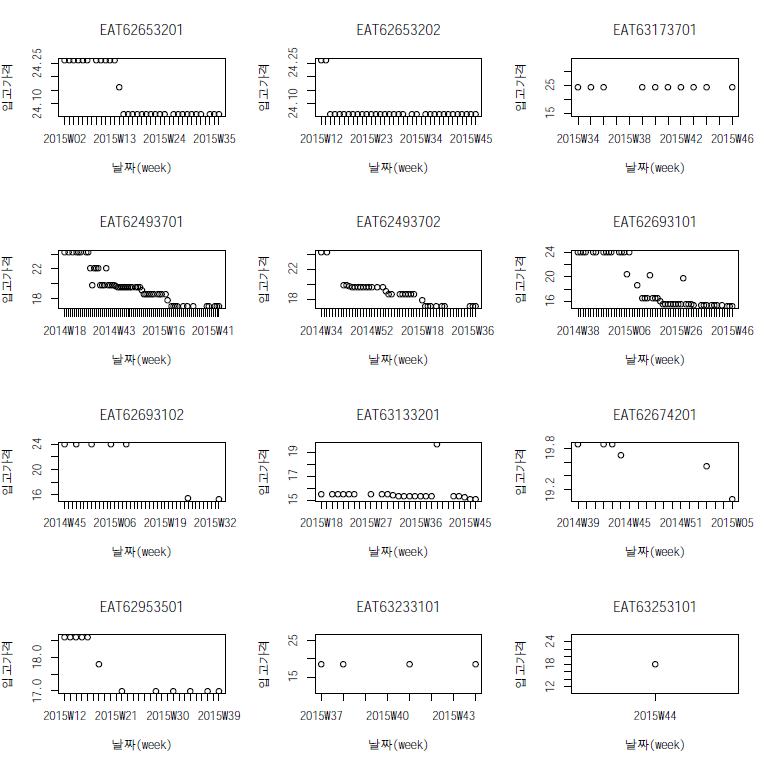 EAT62653201 EAT62653202 EAT63173701
입고가격 24.10 24.25 입고가격 24.10 24.25 입고가격 15 25
2015W02 2015W13 2015W24 2015W35 2015W12 2015W23 2015W34 2015W45 2015W34 2015W38 2015W42 2015W46
날짜(week) 날짜(week) 날짜(week)
EAT62493701 EAT62493702 EAT62693101
입고가격 18 22 입고가격 18 22 입고가격 16 20 24
2014W18 2014W43 2015W16 2015W41 2014W34 2014W52 2015W18 2015W36 2014W38 2015W06 2015W26 2015W46
날짜(week) 날짜(week) 날짜(week)
EAT62693102 EAT63133201 EAT62674201
입고가격 16 20 24 입고가격 15 17 19 입고가격 19.2 19.8
2014W45 2015W06 2015W19 2015W32 2015W18 2015W27 2015W36 2015W45 2014W39 2014W45 2014W51 2015W05
날짜(week) 날짜(week) 날짜(week)
EAT62953501 EAT63233101 EAT63253101
입고가격 17.0 18.0 입고가격 15 25 입고가격 12 18 24
2015W12 2015W21 2015W30 2015W39 2015W37 2015W40 2015W43 2015W44
날짜(week) 날짜(week) 날짜(week)